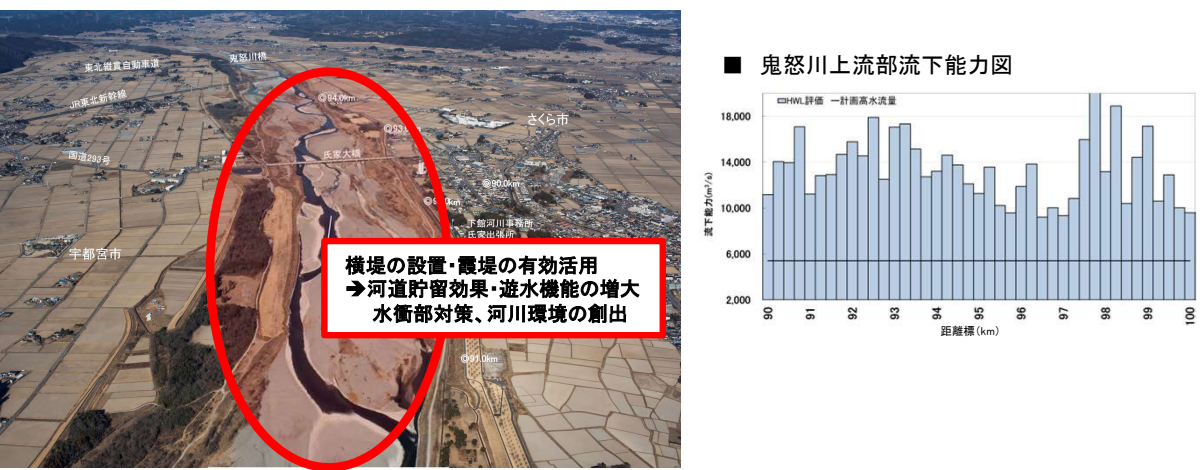 東北縦貫自動車道
鬼怒川橋
JR東北新幹線
◎94.0km
さくら市
国道293号
氏家大橋
◎90.0km
下館河川事務所
氏家出張所
宇都宮市
横堤の設置・霞堤の有効活用
➔河道貯留効果・遊水機能の増大
水衝部対策、河川環境の創出
◎91.0km
■ 鬼怒川上流部流下能力図
HWL評価 ー計画高水流量
流下能力(m³/s)
18,000
14,000
10,000
6,000
2,000
90 91 92 93 94 95 96 97 98 99 100
距離標(km)